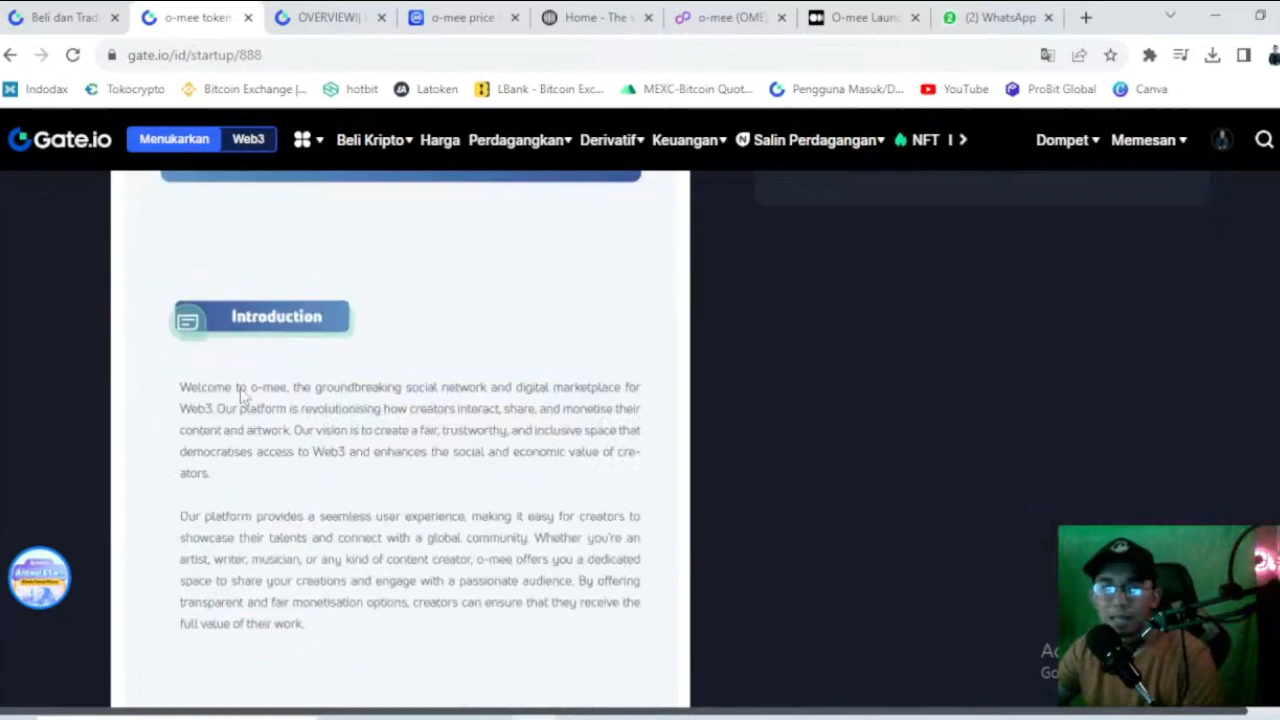 Beli dan Trad
o-mee token
OVERVIEW|
o-mee price
Home - The s
o-mee (OME
O-mee Laun
(2) WhatsApp
gate.io/id/startup/888
Indodax
Tokocrypto
Bitcoin Exchange |...
hotbit
Latoken
LBank - Bitcoin Exc...
MEXC-Bitcoin Quot...
Pengguna Masuk/D...
YouTube
ProBit Global
Canva
Gate.io
Menukarkan
Web3
Beli Kripto
Harga
Perdagangan
Derivatif
Keuangan
Salin Perdagangan
NFT
Dompet
Memesan
Introduction
Welcome to o-mee, the groundbreaking social network and digital marketplace for
Web3. Our platform is revolutionising how creators interact, share, and monetise their
content and artwork. Our vision is to create a fair, trustworthy, and inclusive space that
democratises access to Web3 and enhances the social and economic value of cre-
ators.
Our platform provides a seamless user experience, making it easy for creators to
showcase their talents and connect with a global community. Whether you're an
artist, writer, musician, or any kind of content creator, o-mee offers you a dedicated
space to share your creations and engage with a passionate audience. By offering
transparent and fair monetisation options, creators can ensure that they receive the
full value of their work.